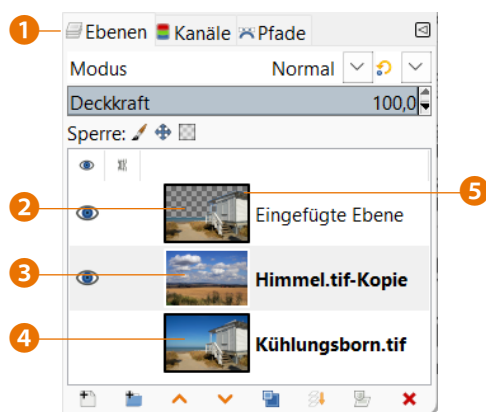 1 Ebenen Kanäle Pfade
Modus Normal
Deckkraft 100,0
Sperre:
2 Eingefügte Ebene 5
3 Himmel.tif-Kopie
4 Kühlungsborn.tif